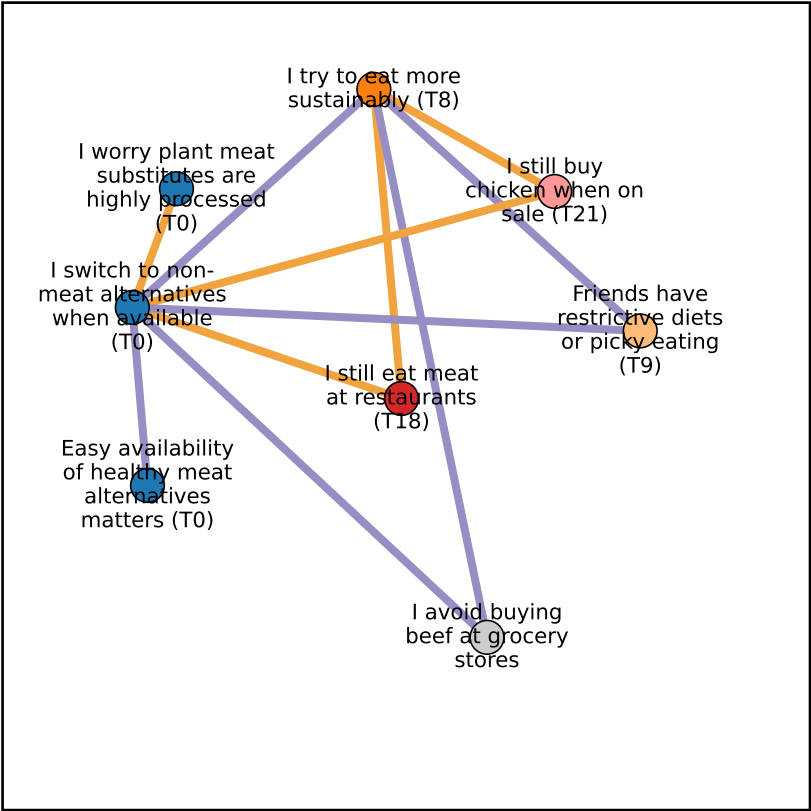 I try to eat more
sustainably (T8)
I worry plant meat
substitutes are
highly processed
(T0)
I still buy
chicken when on
sale (T21)
I switch to non-
meat alternatives
when available
(T0)
Friends have
restrictive diets
or picky eating
(T9)
I still eat meat
at restaurants
(T18)
Easy availability
of healthy meat
alternatives
matters (T0)
I avoid buying
beef at grocery
stores